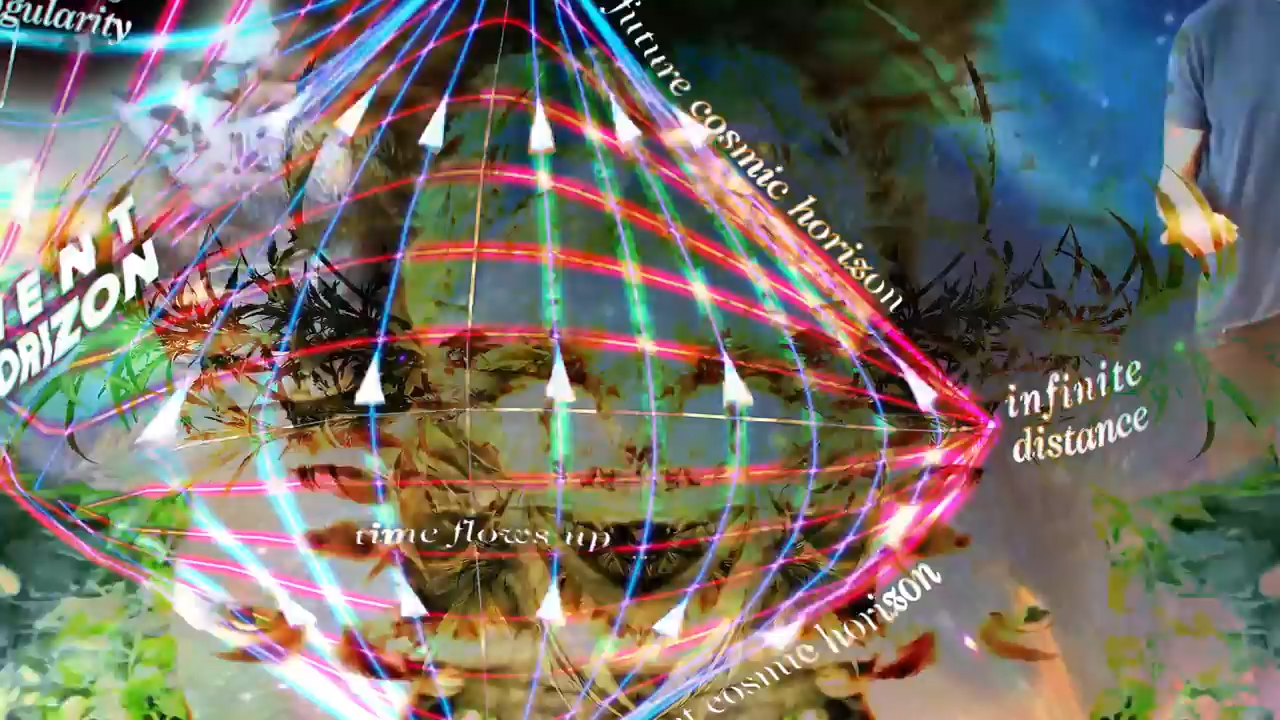 gularity
future cosmic horizon
ENT
ORIZON
infinite
distance
time flows up
t cosmic horizon